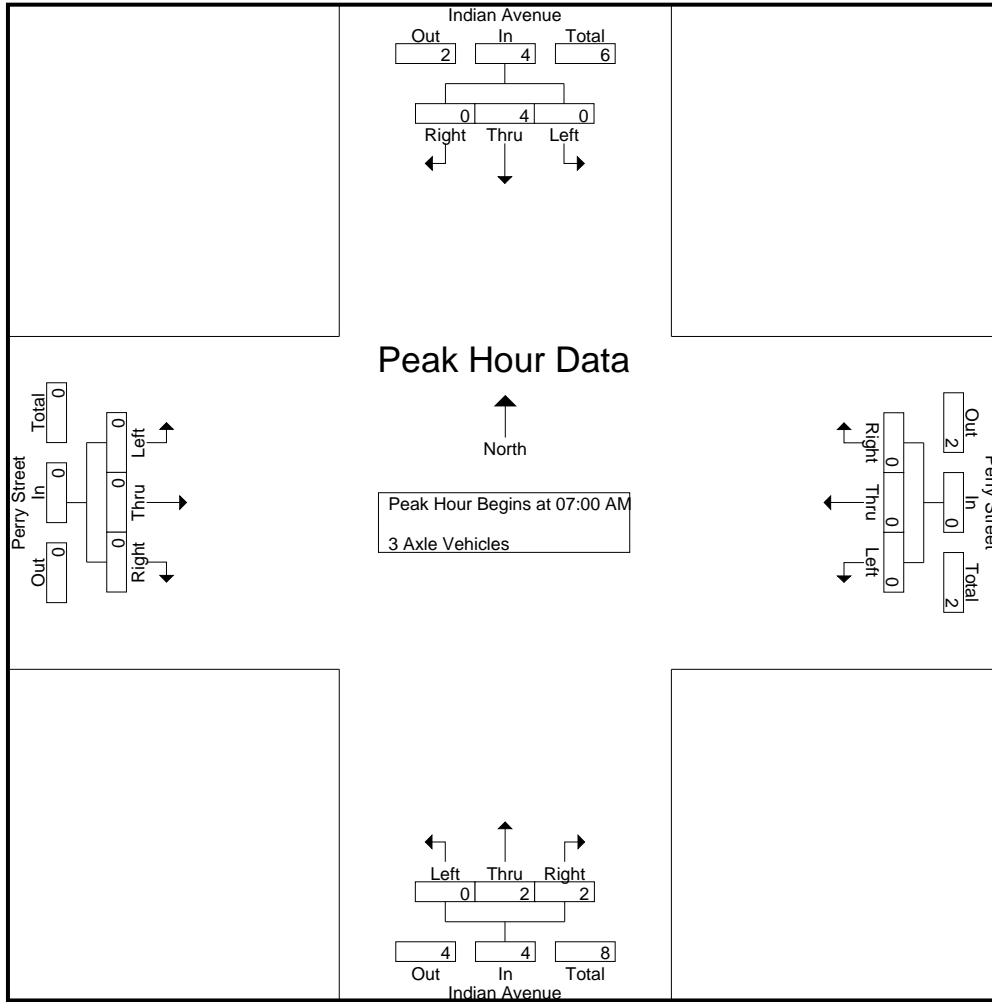 Indian Avenue
Out In Total
2 4 6
0 4 0
Right Thru Left
Peak Hour Data
North
Peak Hour Begins at 07:00 AM
3 Axle Vehicles
Perry Street
Total In Out
0 0 0
0 0 0
Left Thru Right
Right Thru Left
0 0 0
Out In Total
2 0 2
Perry Street
Left Thru Right
0 2 2
4 4 8
Out In Total
Indian Avenue